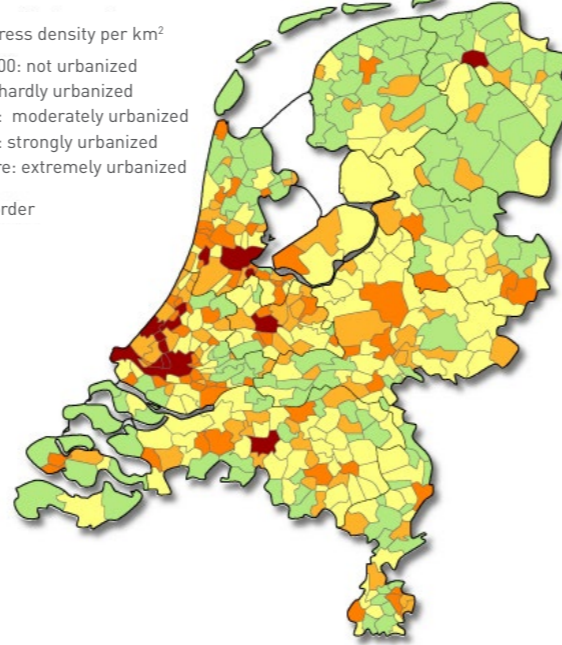 ress density per km²
00: not urbanized
hardly urbanized
: moderately urbanized
: strongly urbanized
re: extremely urbanized
rder